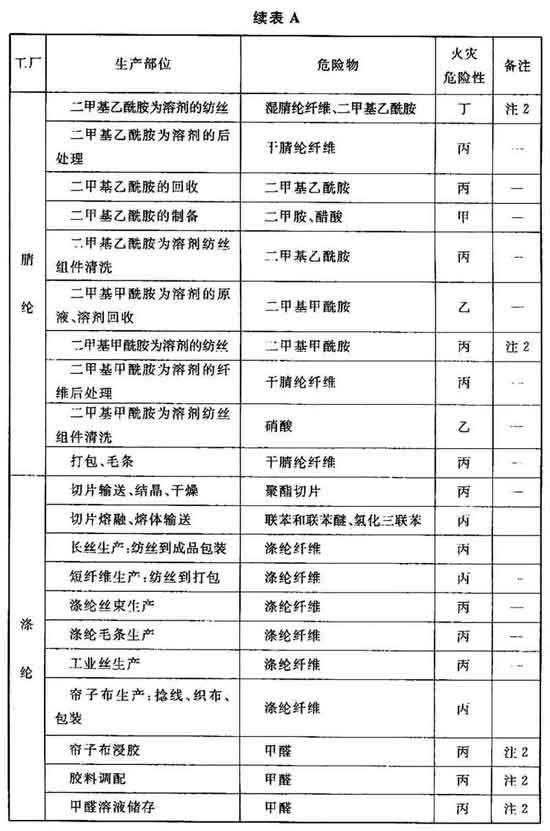 续表 A
工厂 生产部位 危险物 火灾危险性 备注
腈纶
二甲基乙酰胺为溶剂的纺丝 湿腈纶纤维、二甲基乙酰胺 丁 注 2
二甲基乙酰胺为溶剂的后处理 干腈纶纤维 丙 —
二甲基乙酰胺的回收 二甲基乙酰胺 丙 —
二甲基乙酰胺的制备 二甲胺、醋酸 甲 —
二甲基乙酰胺为溶剂纺丝组件清洗 二甲基乙酰胺 丙 —
二甲基甲酰胺为溶剂的原液、溶剂回收 二甲基甲酰胺 乙 —
二甲基甲酰胺为溶剂的纺丝 二甲基甲酰胺 丙 注 2
二甲基甲酰胺为溶剂的纤维后处理 干腈纶纤维 丙 —
二甲基甲酰胺为溶剂纺丝组件清洗 硝酸 乙 —
打包、毛条 干腈纶纤维 丙 —
涤纶
切片输送、结晶、干燥 聚酯切片 丙 —
切片熔融、熔体输送 联苯和联苯醚、氢化三联苯 丙
长丝生产:纺丝到成品包装 涤纶纤维 丙
短纤维生产:纺丝到打包 涤纶纤维 丙 —
涤纶丝束生产 涤纶纤维 丙 —
涤纶毛条生产 涤纶纤维 丙 —
工业丝生产 涤纶纤维 丙 —
帘子布生产:捻线、织布、包装 涤纶纤维 丙
帘子布浸胶 甲醛 丙 注 2
胶料调配 甲醛 丙 注 2
甲醛溶液储存 甲醛 丙 注 2